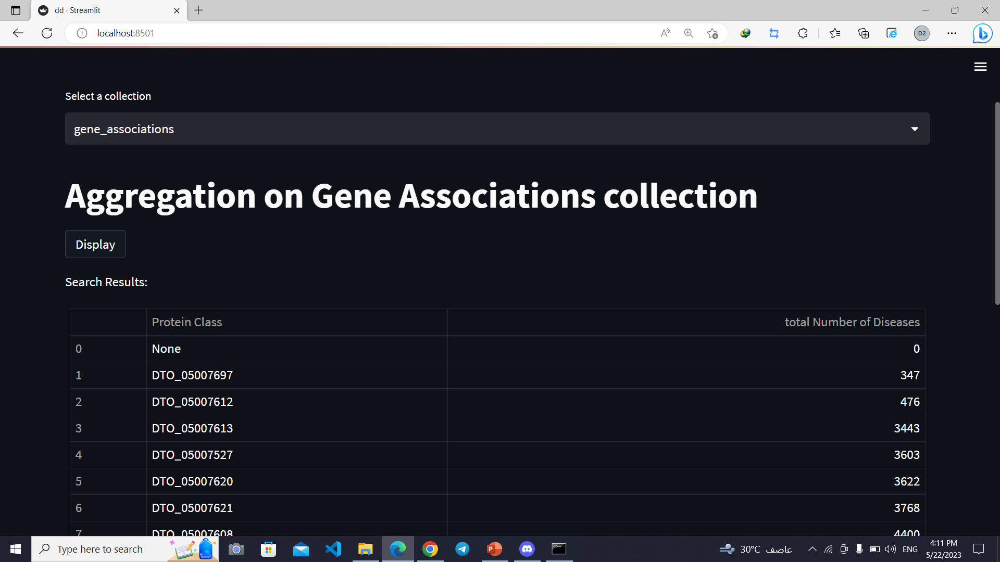 dd · Streamlit
localhost:8501
D2
Select a collection
gene_associations
Aggregation on Gene Associations collection
Display
Search Results:
Protein Class total Number of Diseases
0 None 0
1 DTO_05007697 347
2 DTO_05007612 476
3 DTO_05007613 3443
4 DTO_05007527 3603
5 DTO_05007620 3622
6 DTO_05007621 3768
7 DTO_05007608 4400
Type here to search
30°C عاصف
ENG
4:11 PM
5/22/2023